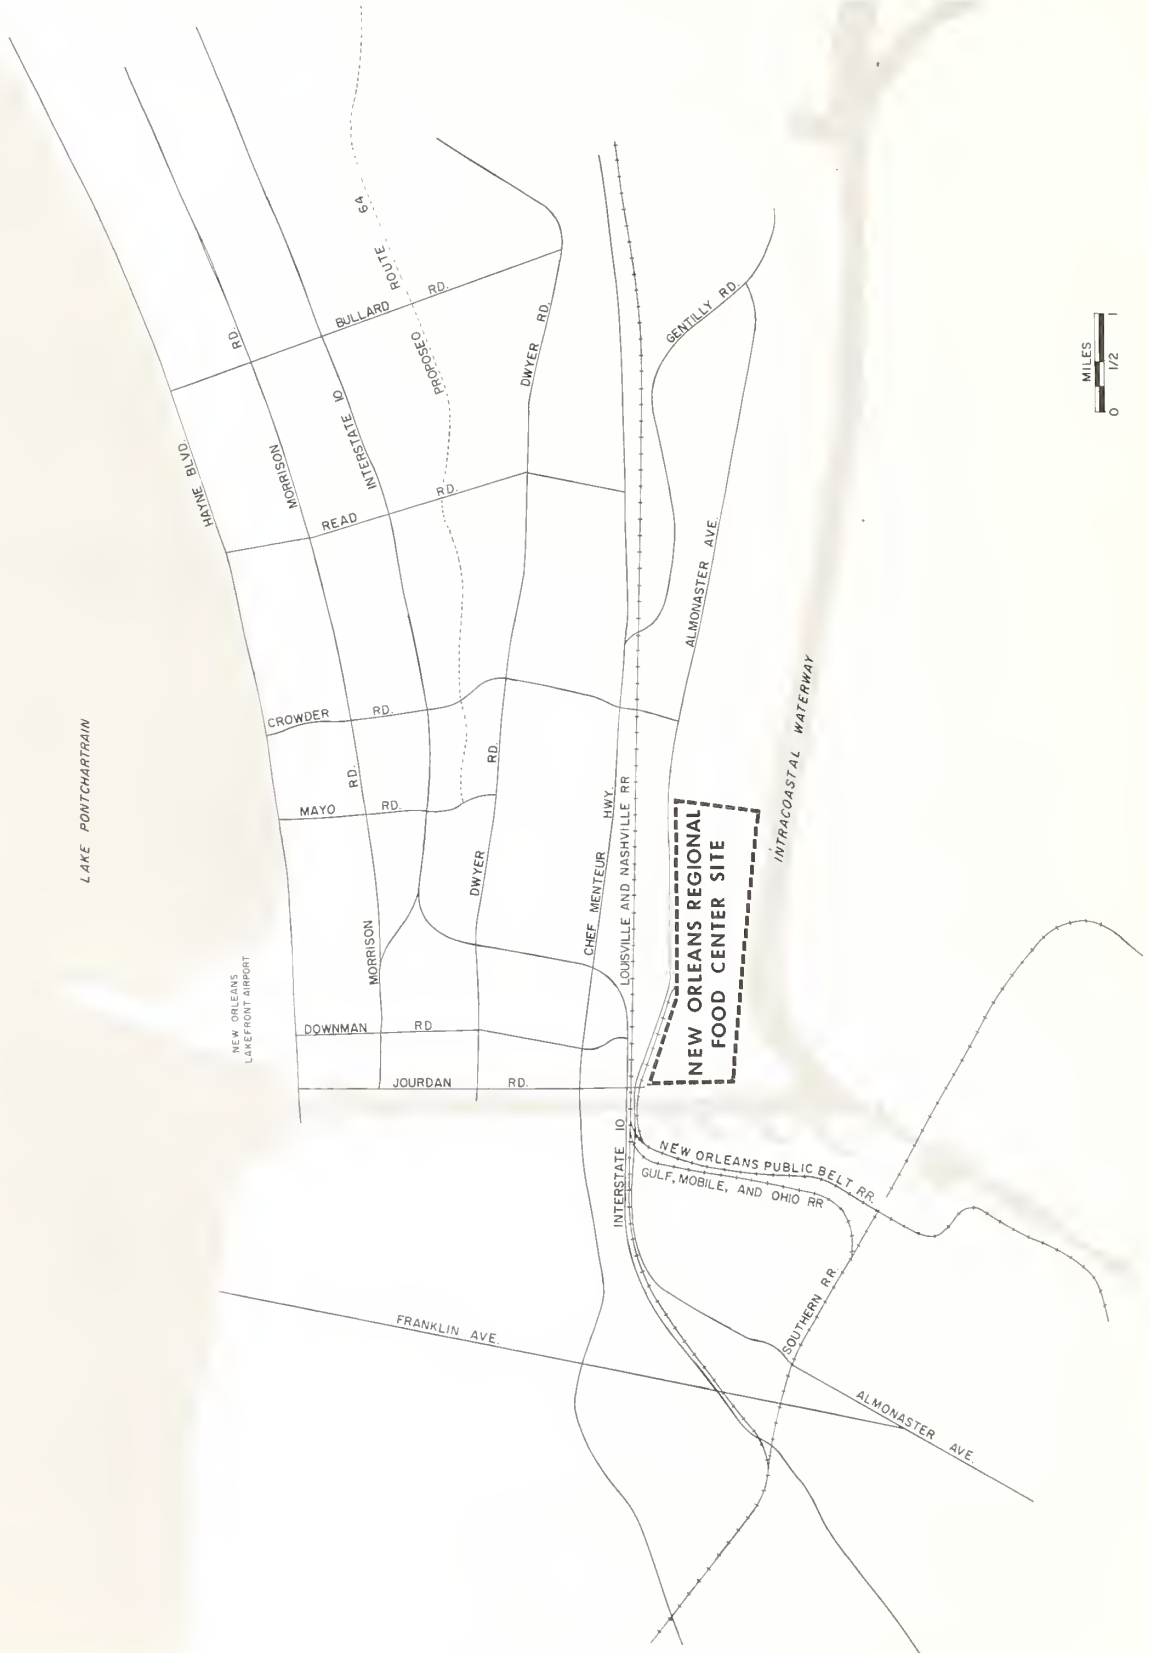 LAKE PONTCHARTRAIN
NEW ORLEANS
LAKEFRONT AIRPORT
HAYNE BLVD.
MORRISON
RD.
INTERSTATE 10
PROPOSED ROUTE 64
BULLARD RD.
READ RD.
DWYER RD.
CROWDER RD.
MAYO RD.
RD.
MORRISON
DWYER
RD.
DOWNMAN RD
JOURDAN RD.
CHEF MENTEUR HWY.
LOUISVILLE AND NASHVILLE RR
GENTILLY RD.
ALMONASTER AVE.
NEW ORLEANS REGIONAL
FOOD CENTER SITE
INTRACOASTAL WATERWAY
INTERSTATE 10
NEW ORLEANS PUBLIC BELT RR.
GULF, MOBILE, AND OHIO RR
SOUTHERN RR.
FRANKLIN AVE.
ALMONASTER AVE.
MILES
0 1/2 1